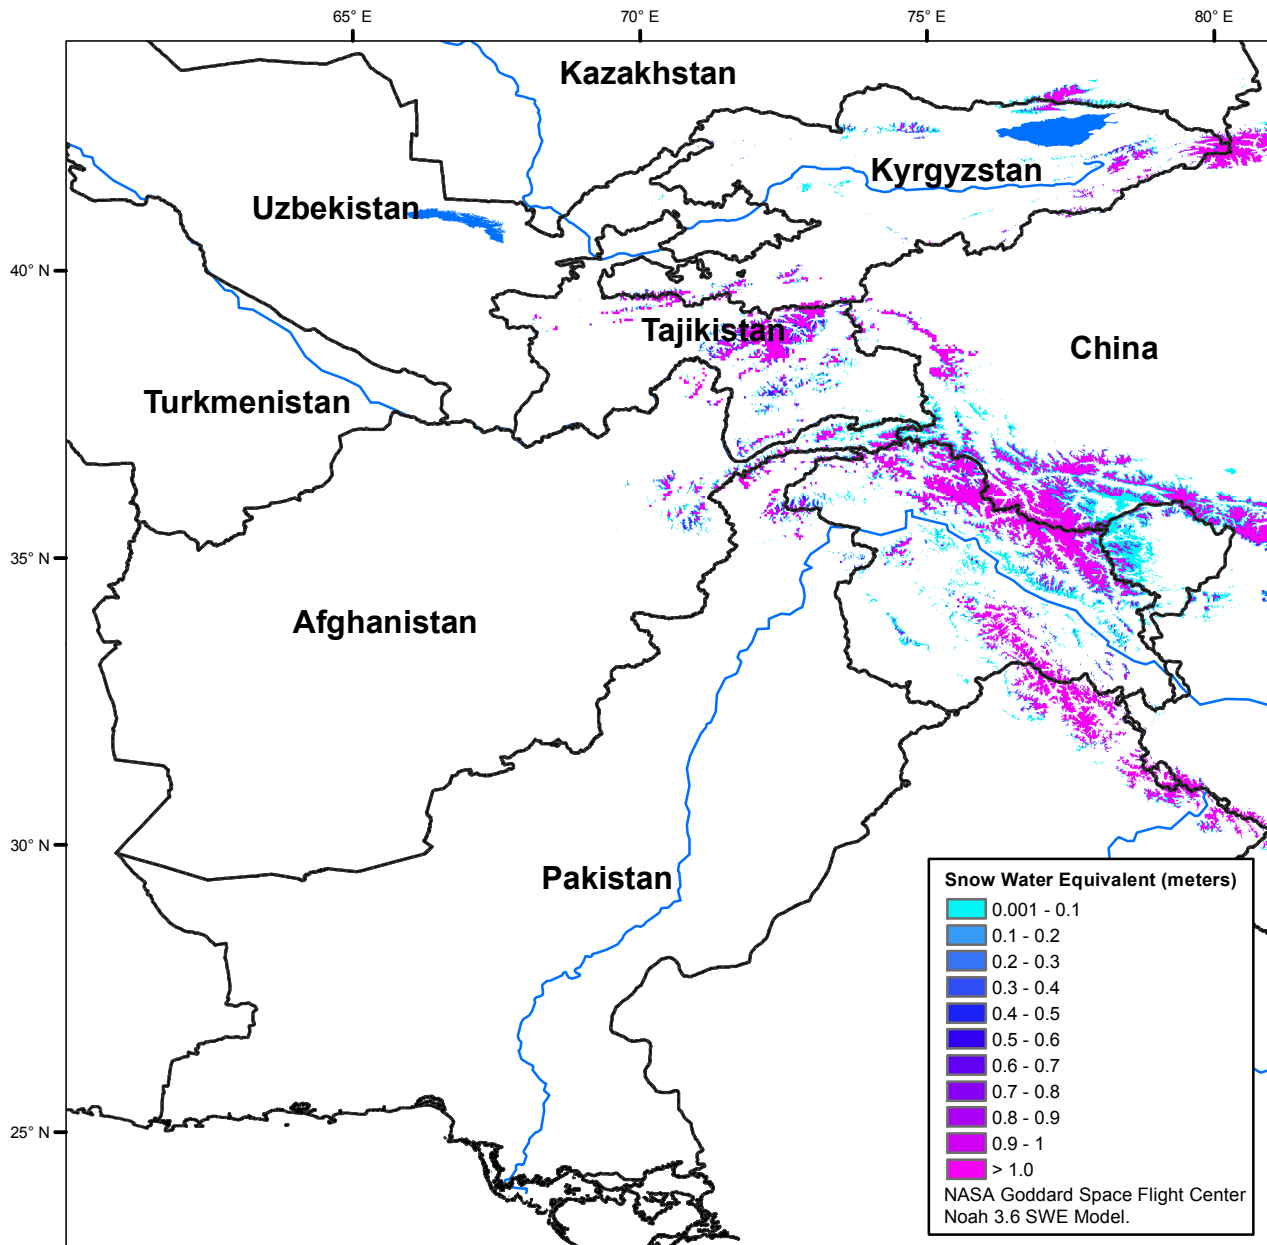 65° E
70° E
75° E
80° E
Kazakhstan
Kyrgyzstan
Uzbekistan
40° N
Tajikistan
China
Turkmenistan
35° N
Afghanistan
30° N
Pakistan
25° N
Snow Water Equivalent (meters)
0.001 - 0.1
0.1 - 0.2
0.2 - 0.3
0.3 - 0.4
0.4 - 0.5
0.5 - 0.6
0.6 - 0.7
0.7 - 0.8
0.8 - 0.9
0.9 - 1
> 1.0
NASA Goddard Space Flight Center
Noah 3.6 SWE Model.